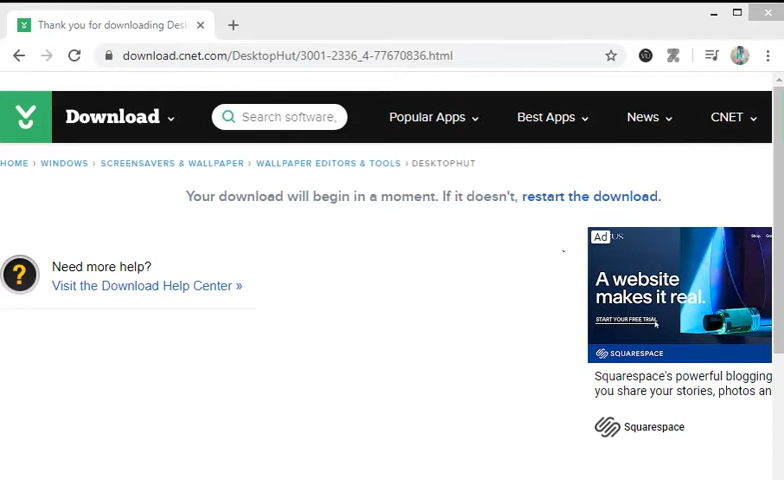 Thank you for downloading Des
download.cnet.com/DesktopHut/3001-2336_4-77670836.html
Download
Search software,
Popular Apps
Best Apps
News
CNET
HOME › WINDOWS › SCREENSAVERS & WALLPAPER › WALLPAPER EDITORS & TOOLS › DESKTOPHUT
Your download will begin in a moment. If it doesn't, restart the download.
Need more help?
Visit the Download Help Center »
Ad
Shop
A website
makes it real.
START YOUR FREE TRIAL
SQUARESPACE
Squarespace's powerful blogging
you share your stories, photos an
Squarespace